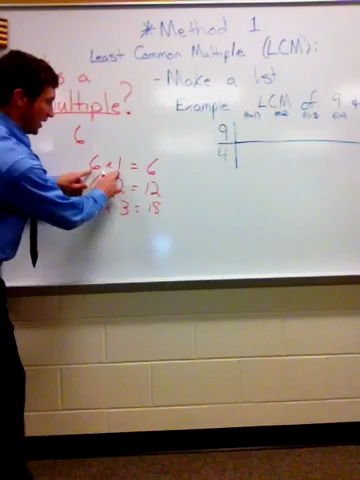 *Method 1
Least Common Multiple (LCM):
s a
ultiple?
6
6 × 1 = 6
2 = 12
× 3 = 18
- Make a list.
Example LCM of 9
9
4